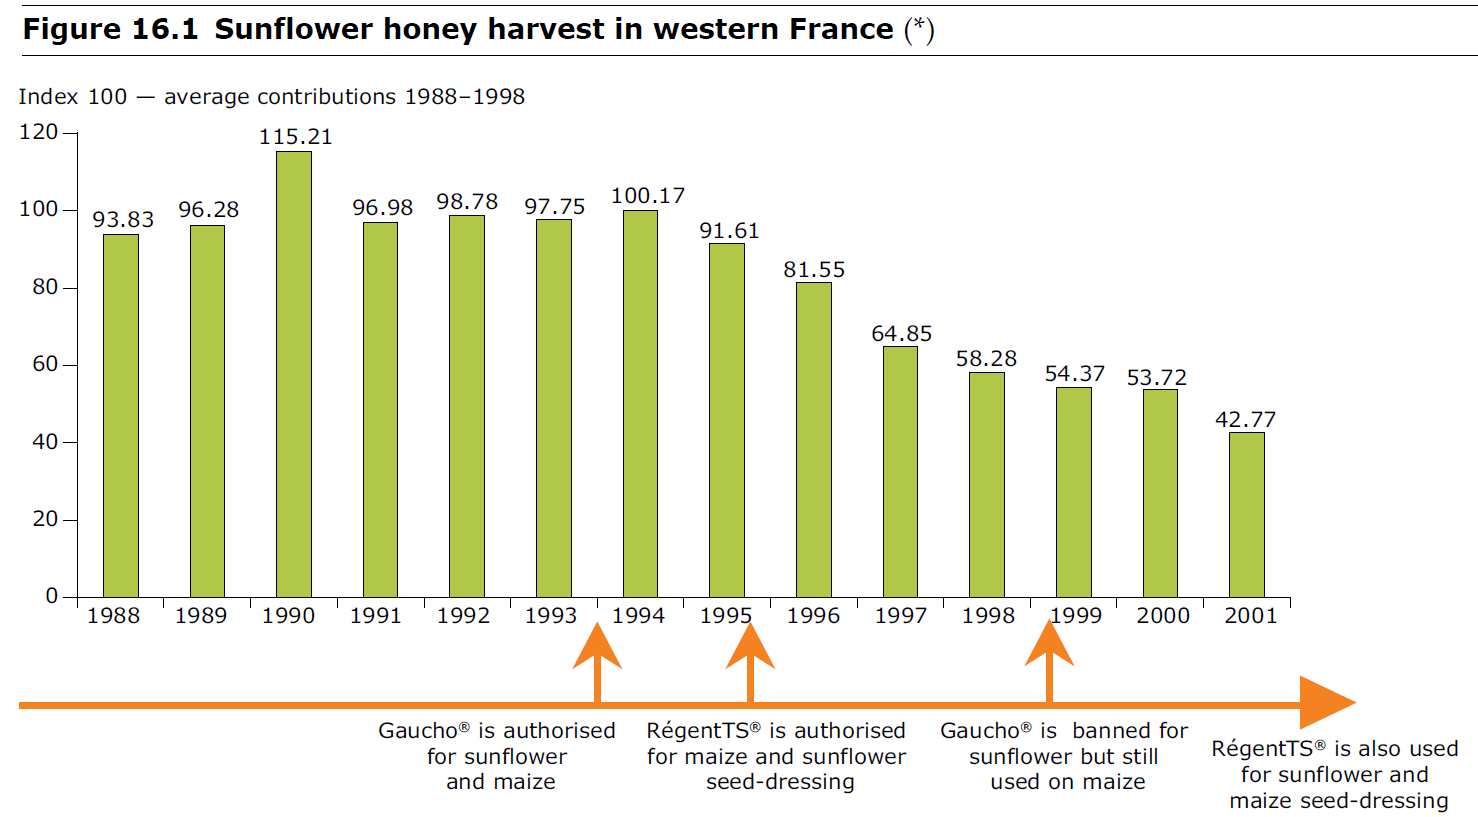 Figure 16.1 Sunflower honey harvest in western France (*)
Index 100 — average contributions 1988–1998
120
100
80
60
40
20
0
93.83
96.28
115.21
96.98
98.78
97.75
100.17
91.61
81.55
64.85
58.28
54.37
53.72
42.77
1988 1989 1990 1991 1992 1993 1994 1995 1996 1997 1998 1999 2000 2001
Gaucho® is authorised
for sunflower
and maize
RégentTS® is authorised
for maize and sunflower
seed-dressing
Gaucho® is banned for
sunflower but still
used on maize
RégentTS® is also used
for sunflower and
maize seed-dressing